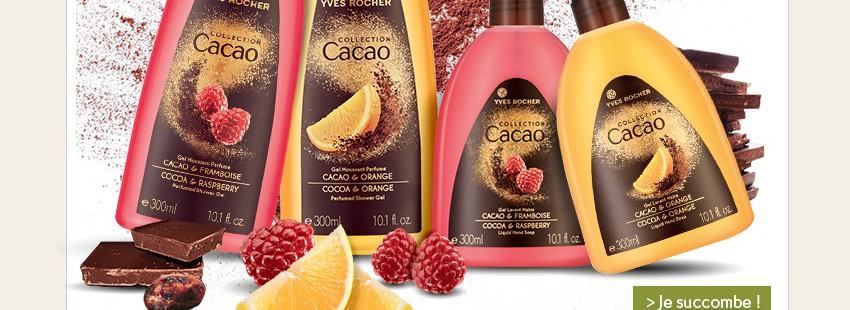 YVES ROCHER
COLLECTION
Cacao
Gel Moussant Parfumé
CACAO & FRAMBOISE
COCOA & RASPBERRY
Perfumed Shower Gel
e 300ml 10.1 fl. oz.
YVES ROCHER
COLLECTION
Cacao
Gel Moussant Parfumé
CACAO & ORANGE
COCOA & ORANGE
Perfumed Shower Gel
e 300ml 10.1 fl. oz.
YVES ROCHER
COLLECTION
Cacao
Gel Lavant Mains
CACAO & FRAMBOISE
COCOA & RASPBERRY
Liquid Hand Soap
e 300ml 10.1 fl. oz.
YVES ROCHER
COLLECTION
Cacao
Gel Lavant Mains
CACAO & ORANGE
COCOA & ORANGE
Liquid Hand Soap
e 300ml 10.1 fl. oz.
> Je succombe !